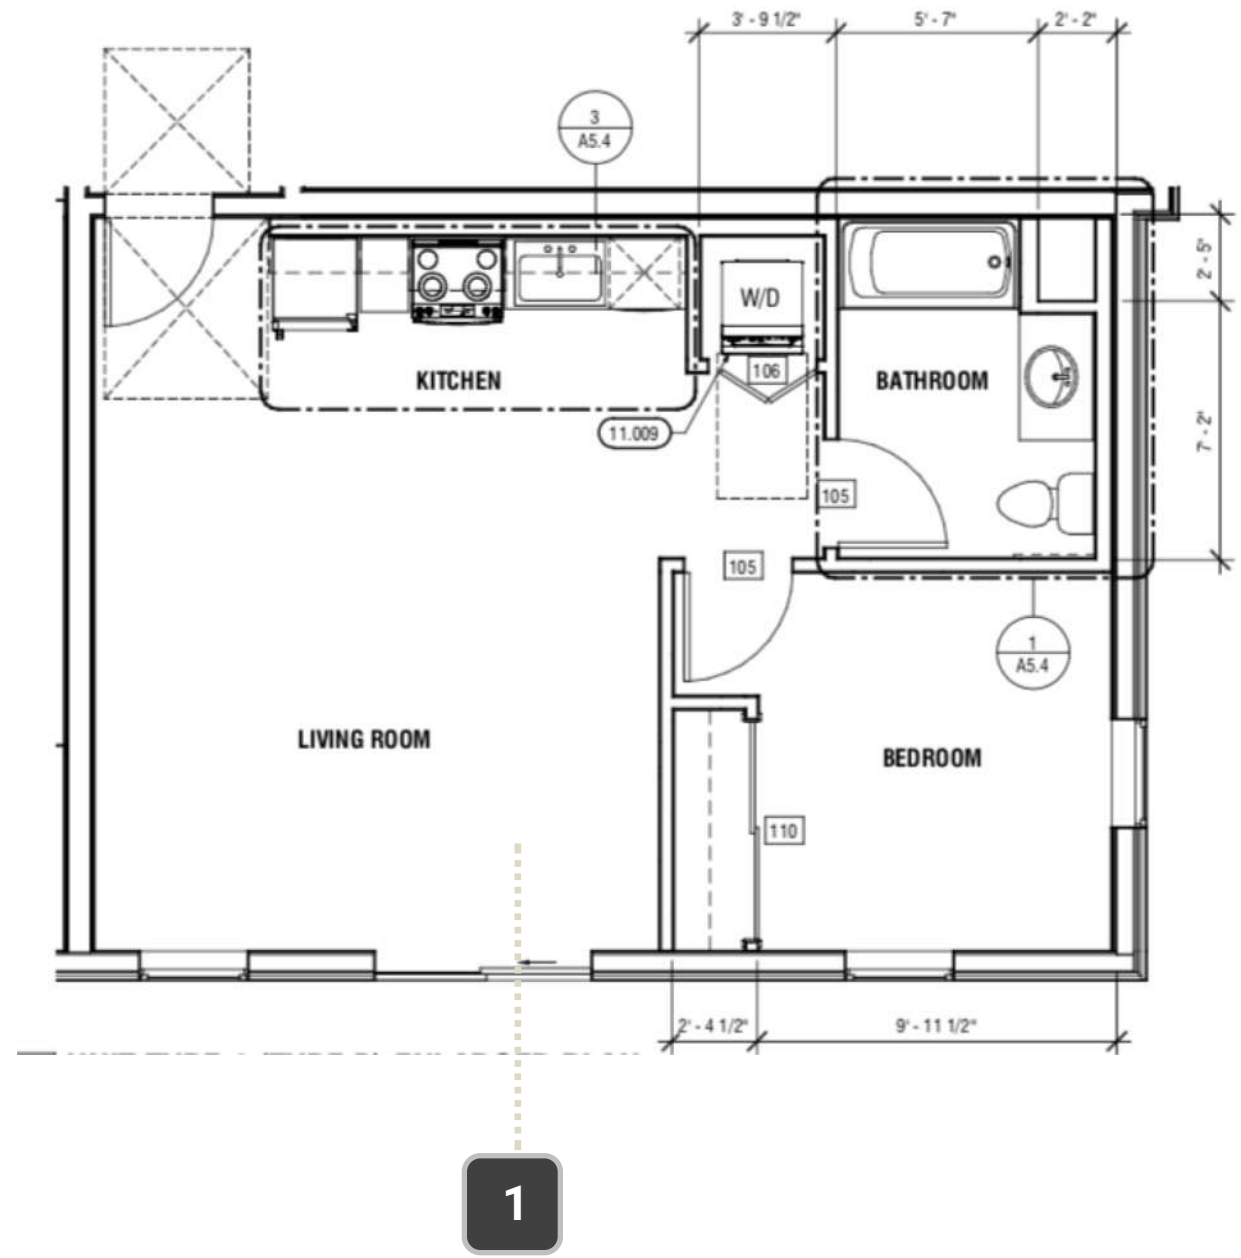 3' - 9 1/2"
5' - 7"
2' - 2"
3
A5.4
2' - 5"
W/D
106
KITCHEN
BATHROOM
11.009
7' - 2"
105
105
1
A5.4
LIVING ROOM
BEDROOM
110
2' - 4 1/2"
9' - 11 1/2"
1